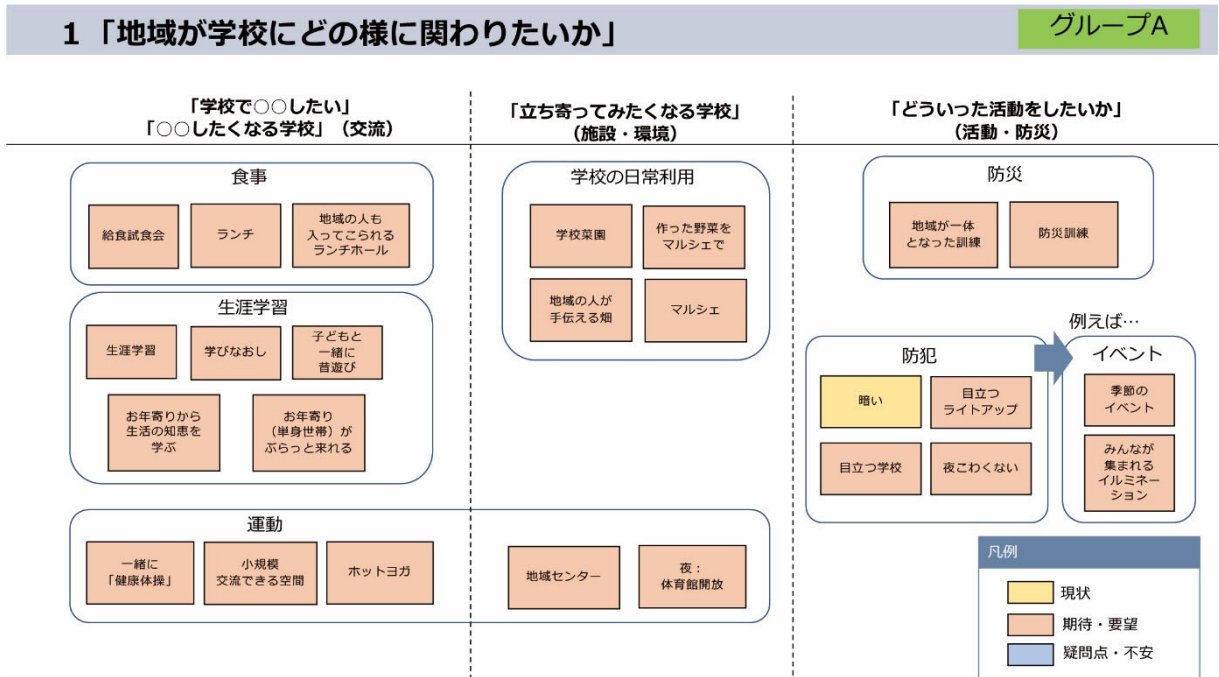 1「地域が学校にどの様に関わりたいか」
グループA
「学校で○○したい」
「○○したくなる学校」（交流）
「立ち寄ってみたくなる学校」
（施設・環境）
「どういった活動をしたいか」
（活動・防災）
食事
給食試食会
ランチ
地域の人も
入ってこられる
ランチホール
生涯学習
生涯学習
学びなおし
子どもと
一緒に
昔遊び
お年寄りから
生活の知恵を
学ぶ
お年寄り
（単身世帯）が
ぶらっと来れる
運動
一緒に
「健康体操」
小規模
交流できる空間
ホットヨガ
地域センター
夜：
体育館開放
学校の日常利用
学校菜園
作った野菜を
マルシェで
地域の人が
手伝える畑
マルシェ
防災
地域が一体
となった訓練
防災訓練
防犯
暗い
目立つ
ライトアップ
目立つ学校
夜こわくない
例えば…
イベント
季節の
イベント
みんなが
集まれる
イルミネー
ション
凡例
現状
期待・要望
疑問点・不安